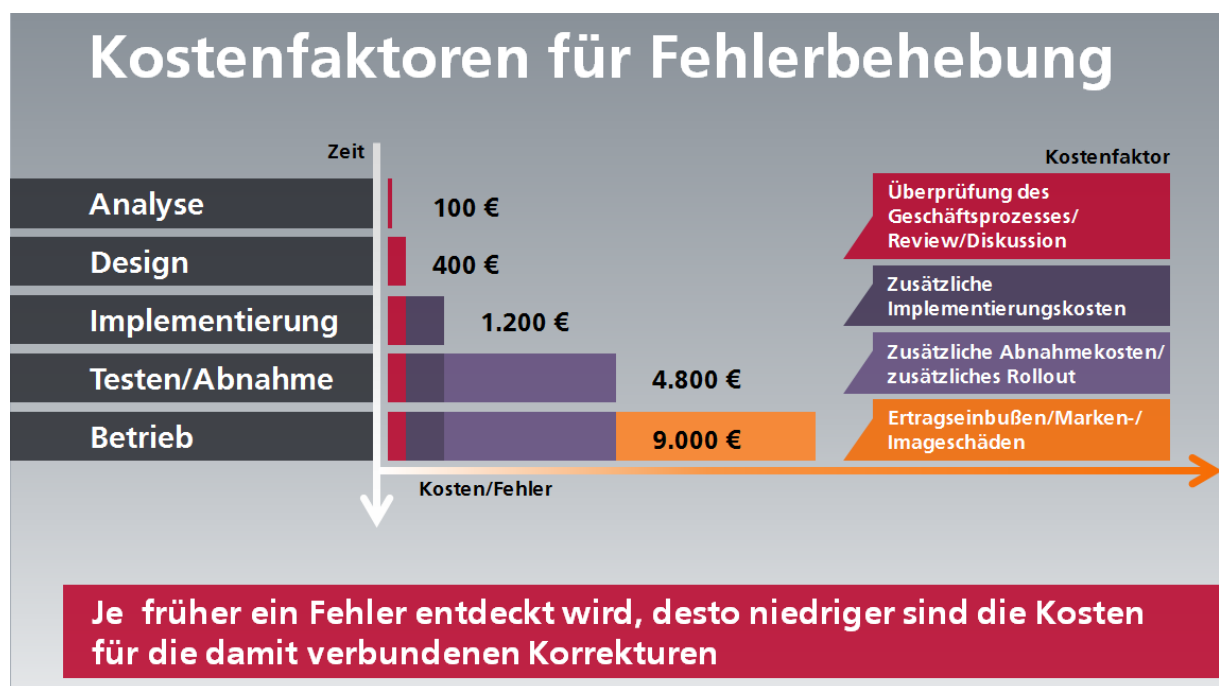 Kostenfaktoren für Fehlerbehebung
Zeit
Kostenfaktor
Analyse
100 €
Design
400 €
Implementierung
1.200 €
Testen/Abnahme
4.800 €
Betrieb
9.000 €
Überprüfung des
Geschäftsprozesses/
Review/Diskussion
Zusätzliche
Implementierungskosten
Zusätzliche Abnahmekosten/
zusätzliches Rollout
Ertragseinbußen/Marken-/
Imageschäden
Kosten/Fehler
Je früher ein Fehler entdeckt wird, desto niedriger sind die Kosten
für die damit verbundenen Korrekturen